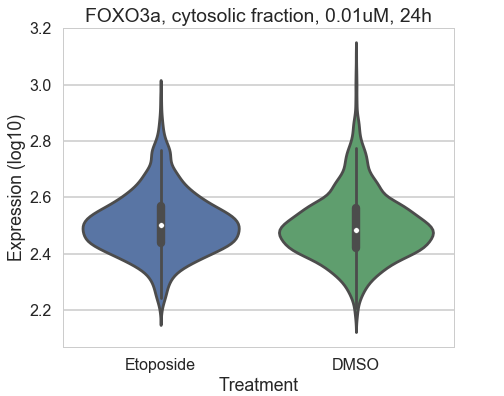 FOXO3a, cytosolic fraction, 0.01uM, 24h
3.2
3.0
2.8
2.6
2.4
2.2
Expression (log10)
Etoposide DMSO
Treatment